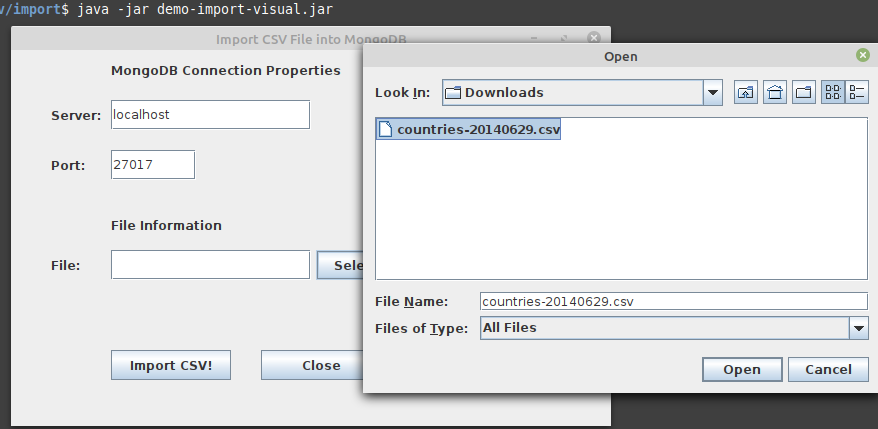 v/import$ java -jar demo-import-visual.jar
Import CSV File into MongoDB
MongoDB Connection Properties
Server: localhost
Port: 27017
File Information
File: Sele
Import CSV! Close
Open
Look In: Downloads
countries-20140629.csv
File Name: countries-20140629.csv
Files of Type: All Files
Open Cancel